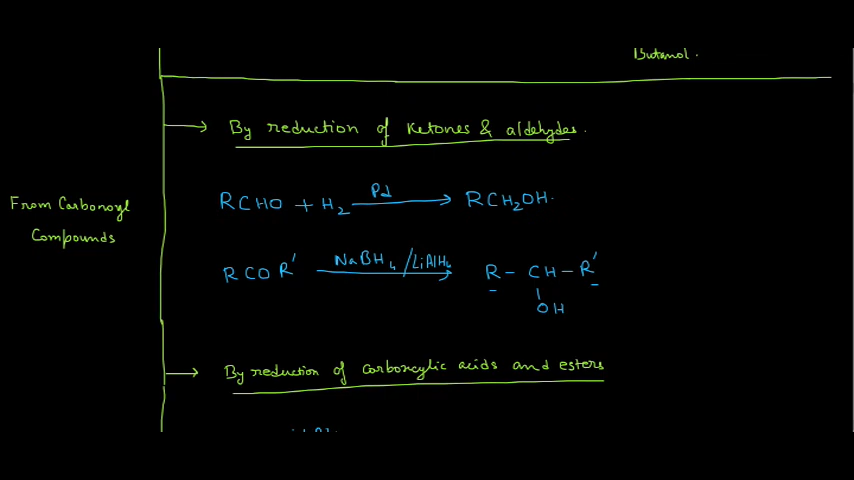 Butanol.
By reduction of Ketones & aldehydes.
RCHO + H2 Pd RCH2OH.
From Carbonoyl
Compounds
RCOR' NaBH4/LiAlH4 R - CH - R'
OH
By reduction of carboxcylic acids and esters